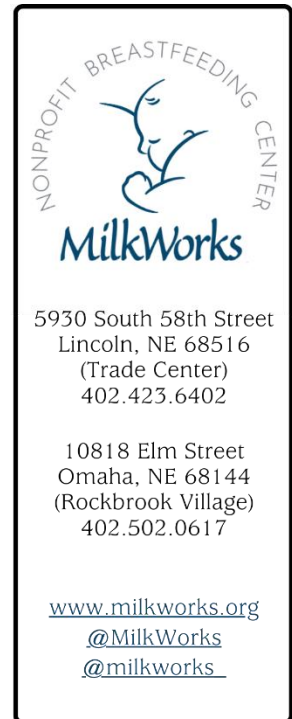 NONPROFIT BREASTFEEDING CENTER
MilkWorks
5930 South 58th Street
Lincoln, NE 68516
(Trade Center)
402.423.6402
10818 Elm Street
Omaha, NE 68144
(Rockbrook Village)
402.502.0617
www.milkworks.org
@MilkWorks
@milkworks_